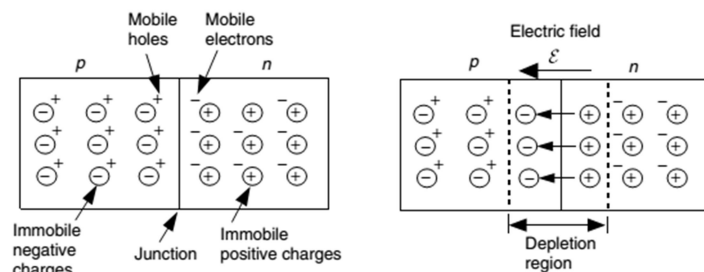 Mobile
holes
Mobile
electrons
p
n
Immobile
negative
charges
Junction
Immobile
positive charges
Electric field
ℰ
p
n
Depletion
region